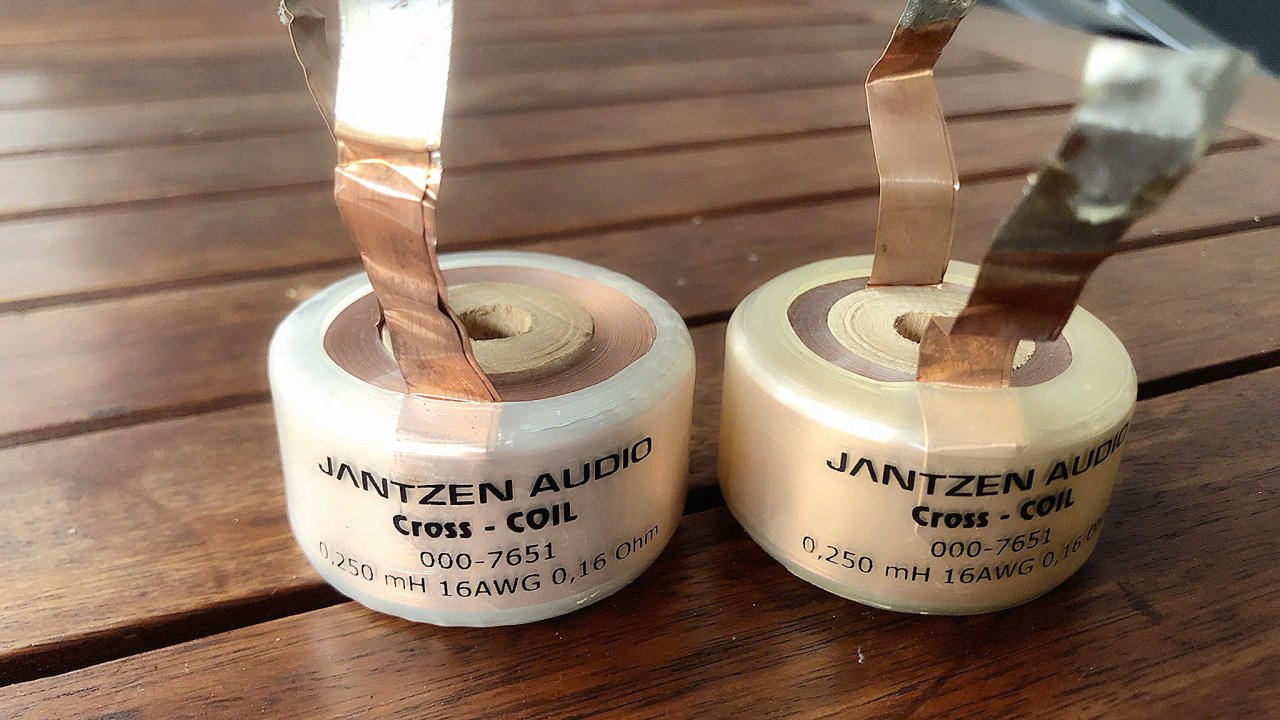 JANTZEN AUDIO
Cross - COIL
000-7651
0,250 mH 16AWG 0,16 Ohm
JANTZEN AUDIO
Cross - COIL
000-7651
0,250 mH 16AWG 0,16 Ohm